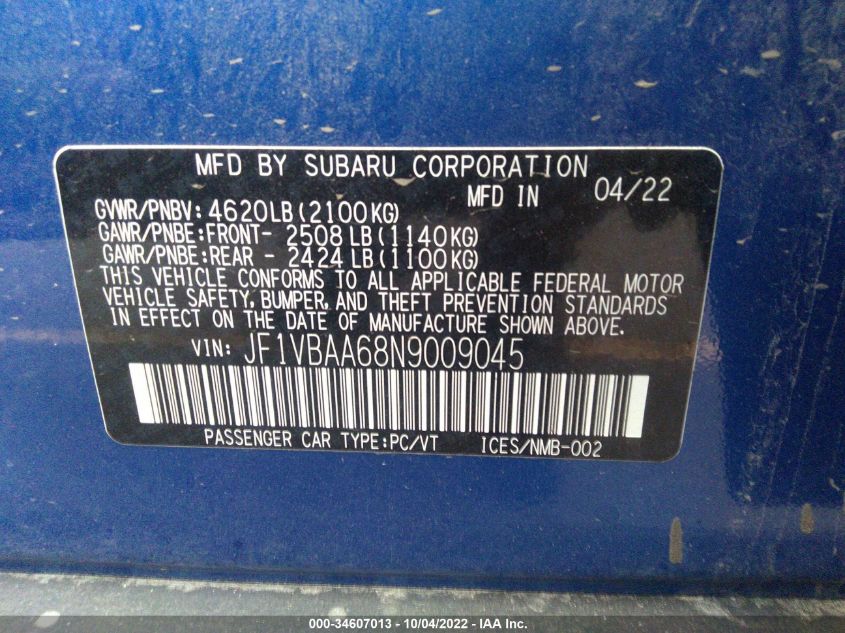 MFD BY SUBARU CORPORATION
MFD IN 04/22
GVWR/PNBV: 4620LB(2100KG)
GAWR/PNBE:FRONT- 2508LB(1140KG)
GAWR/PNBE:REAR - 2424LB(1100KG)
THIS VEHICLE CONFORMS TO ALL APPLICABLE FEDERAL MOTOR
VEHICLE SAFETY, BUMPER, AND THEFT PREVENTION STANDARDS
IN EFFECT ON THE DATE OF MANUFACTURE SHOWN ABOVE.
VIN: JF1VBAA68N9009045
PASSENGER CAR TYPE:PC/VT ICES/NMB-002
000-34607013 - 10/04/2022 - IAA Inc.